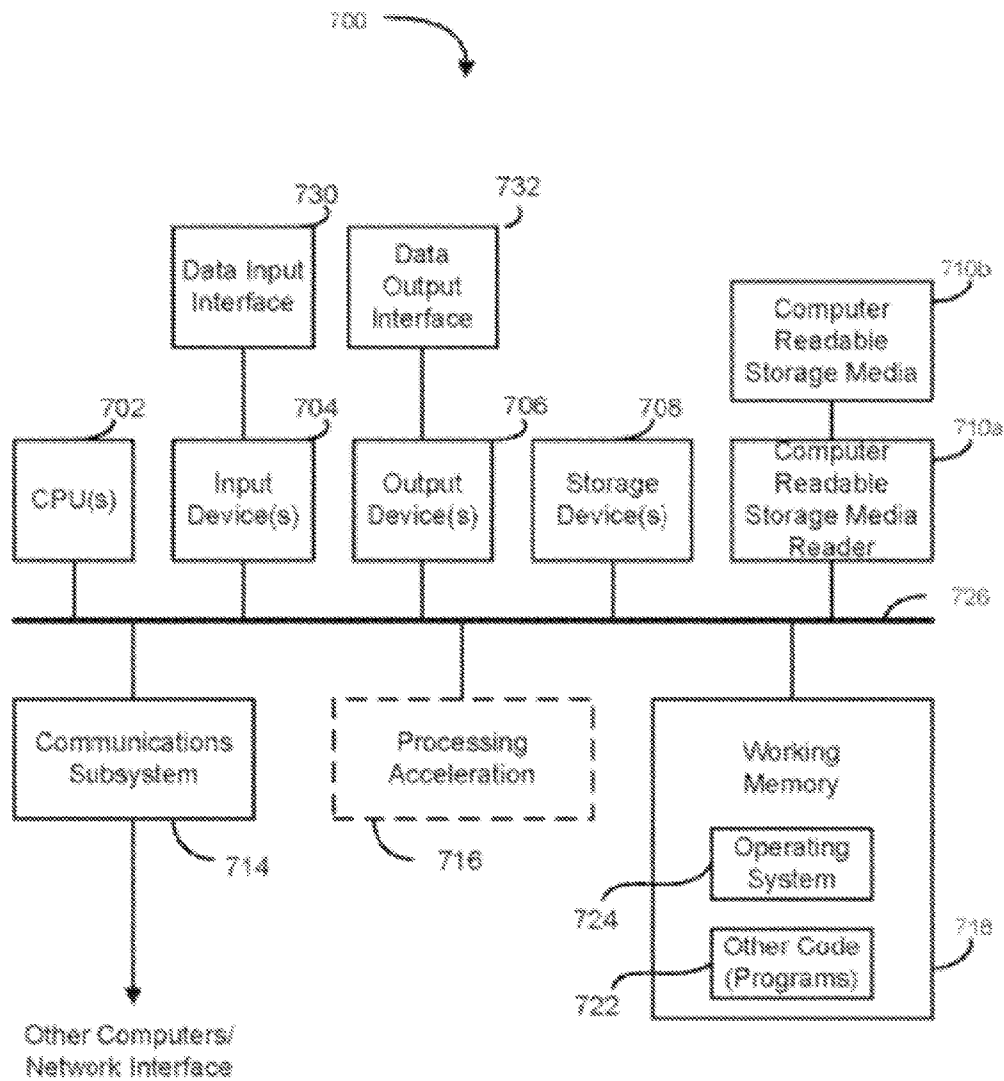 700
730
732
Data Input
Interface
Data
Output
Interface
710b
Computer
Readable
Storage Media
702
704
706
708
710a
CPU(s)
Input
Device(s)
Output
Device(s)
Storage
Device(s)
Computer
Readable
Storage Media
Reader
726
Communications
Subsystem
Processing
Acceleration
Working
Memory
714
716
Operating
System
724
718
Other Code
(Programs)
722
Other Computers/
Network Interface